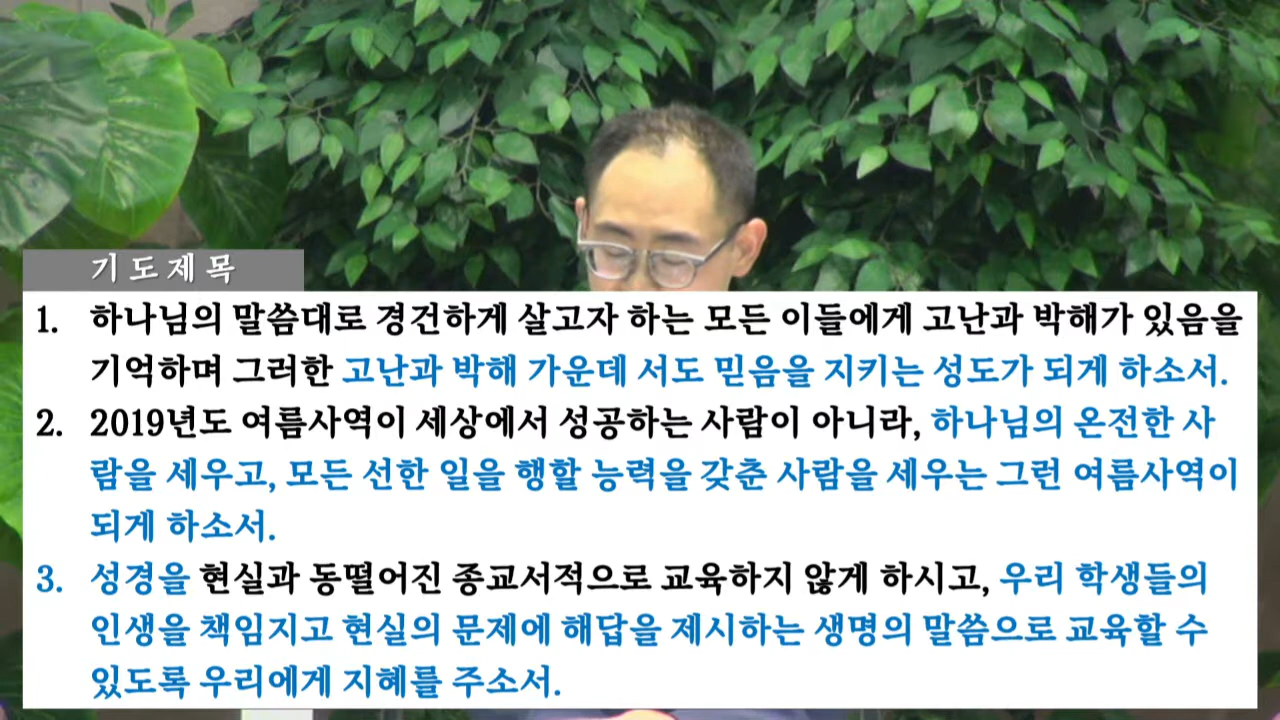 기도제목
1. 하나님의 말씀대로 경건하게 살고자 하는 모든 이들에게 고난과 박해가 있음을
기억하며 그러한 고난과 박해 가운데 서도 믿음을 지키는 성도가 되게 하소서.
2. 2019년도 여름사역이 세상에서 성공하는 사람이 아니라, 하나님의 온전한 사
람을 세우고, 모든 선한 일을 행할 능력을 갖춘 사람을 세우는 그런 여름사역이
되게 하소서.
3. 성경을 현실과 동떨어진 종교서적으로 교육하지 않게 하시고, 우리 학생들의
인생을 책임지고 현실의 문제에 해답을 제시하는 생명의 말씀으로 교육할 수
있도록 우리에게 지혜를 주소서.